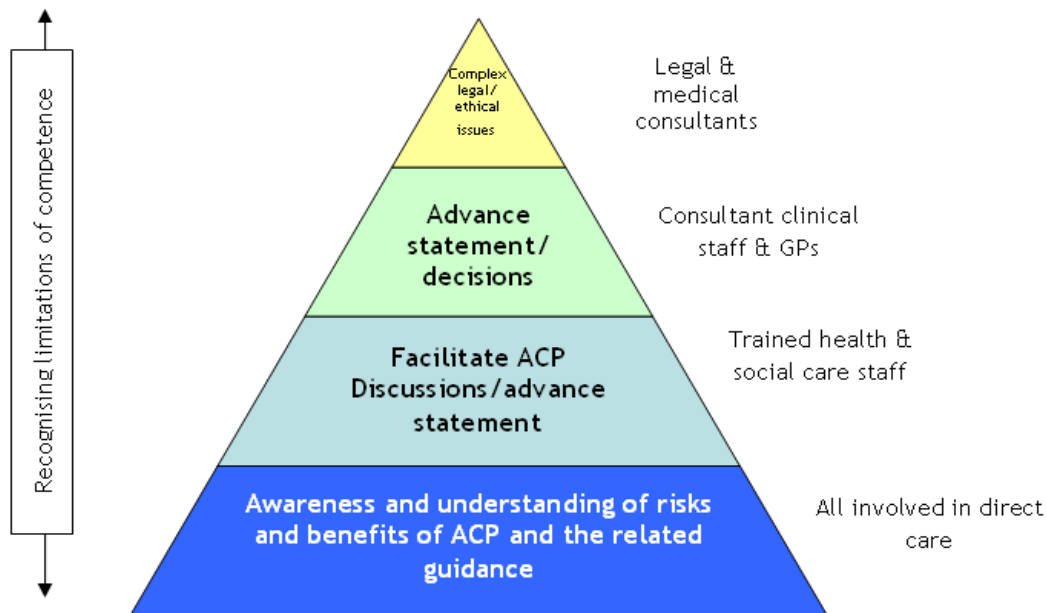 Recognising limitations of competence
Complex
legal/
ethical
issues
Legal &
medical
consultants
Advance
statement/
decisions
Consultant clinical
staff & GPs
Facilitate ACP
Discussions/advance
statement
Trained health &
social care staff
Awareness and understanding of risks
and benefits of ACP and the related
guidance
All involved in direct
care